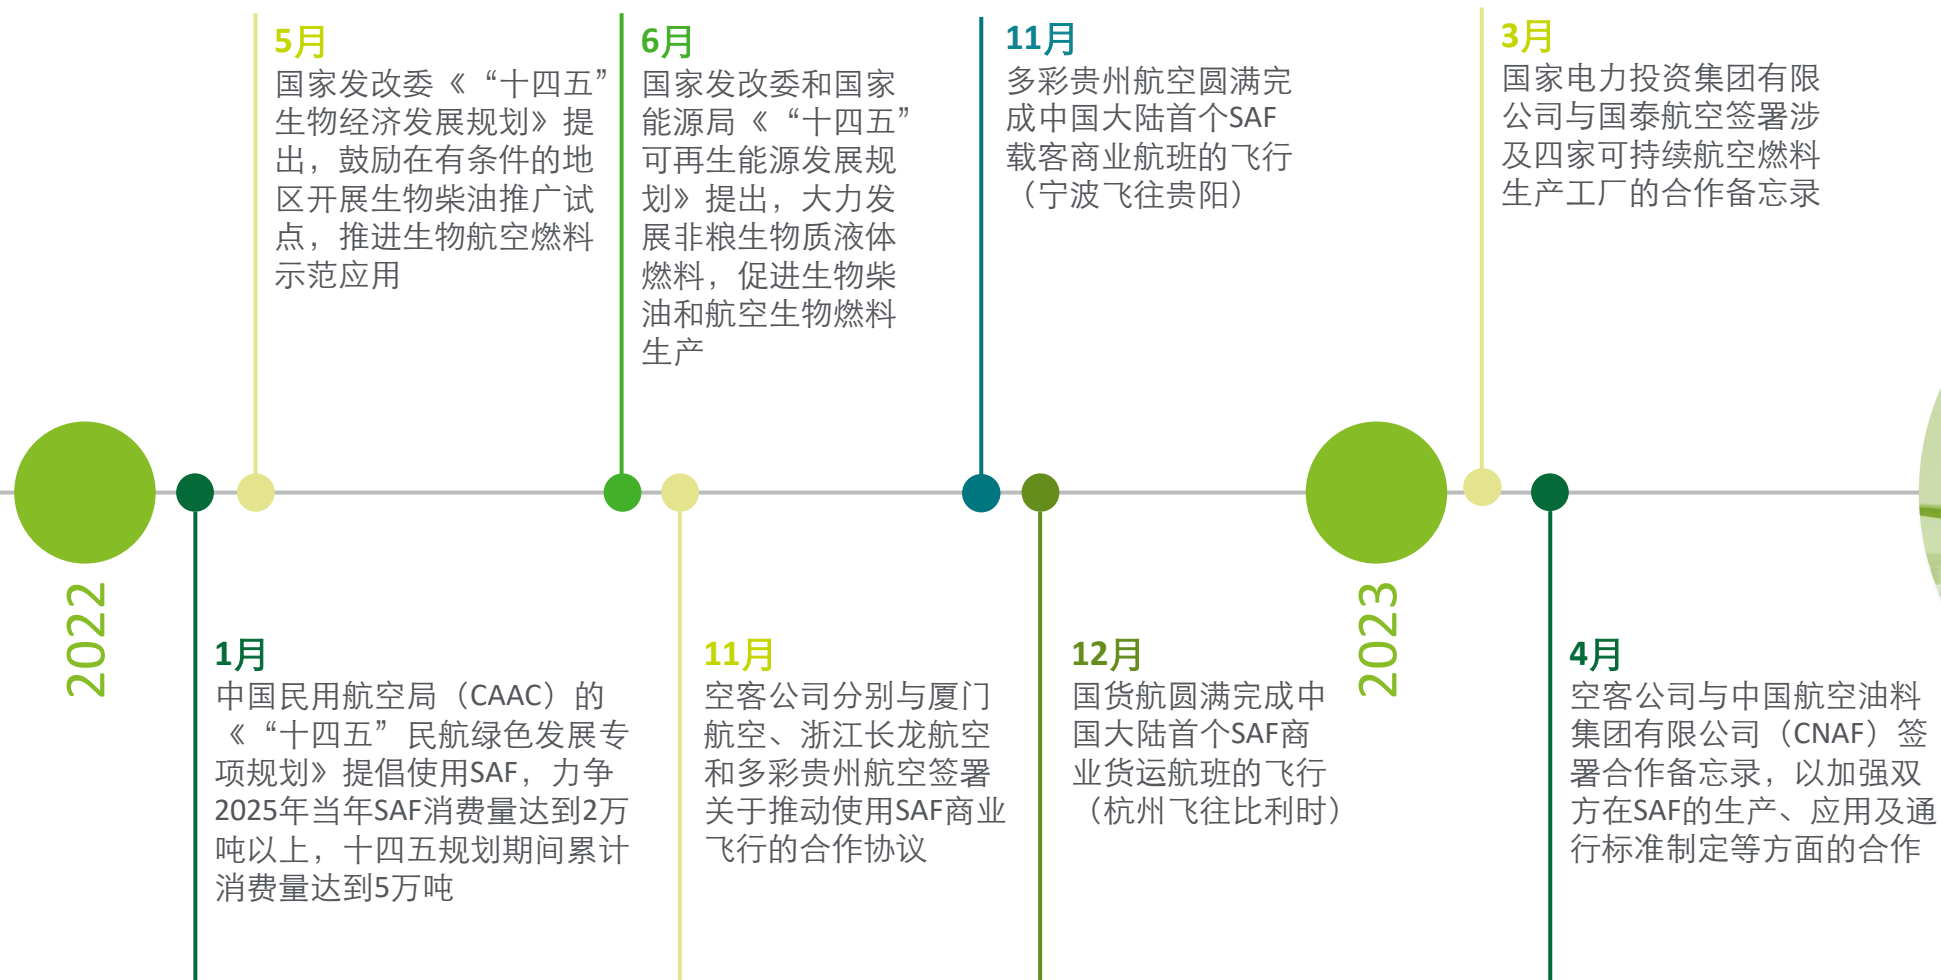 5月
国家发改委《“十四五”
生物经济发展规划》提
出，鼓励在有条件的地
区开展生物柴油推广试
点，推进生物航空燃料
示范应用
6月
国家发改委和国家
能源局《“十四五”
可再生能源发展规
划》提出，大力发
展非粮生物质液体
燃料，促进生物柴
油和航空生物燃料
生产
11月
多彩贵州航空圆满完
成中国大陆首个SAF
载客商业航班的飞行
（宁波飞往贵阳）
3月
国家电力投资集团有限
公司与国泰航空签署涉
及四家可持续航空燃料
生产工厂的合作备忘录
2022
1月
中国民用航空局（CAAC）的
《“十四五”民航绿色发展专
项规划》提倡使用SAF，力争
2025年当年SAF消费量达到2万
吨以上，十四五规划期间累计
消费量达到5万吨
11月
空客公司分别与厦门
航空、浙江长龙航空
和多彩贵州航空签署
关于推动使用SAF商业
飞行的合作协议
12月
国货航圆满完成中
国大陆首个SAF商
业货运航班的飞行
（杭州飞往比利时）
2023
4月
空客公司与中国航空油料
集团有限公司（CNAF）签
署合作备忘录，以加强双
方在SAF的生产、应用及通
行标准制定等方面的合作